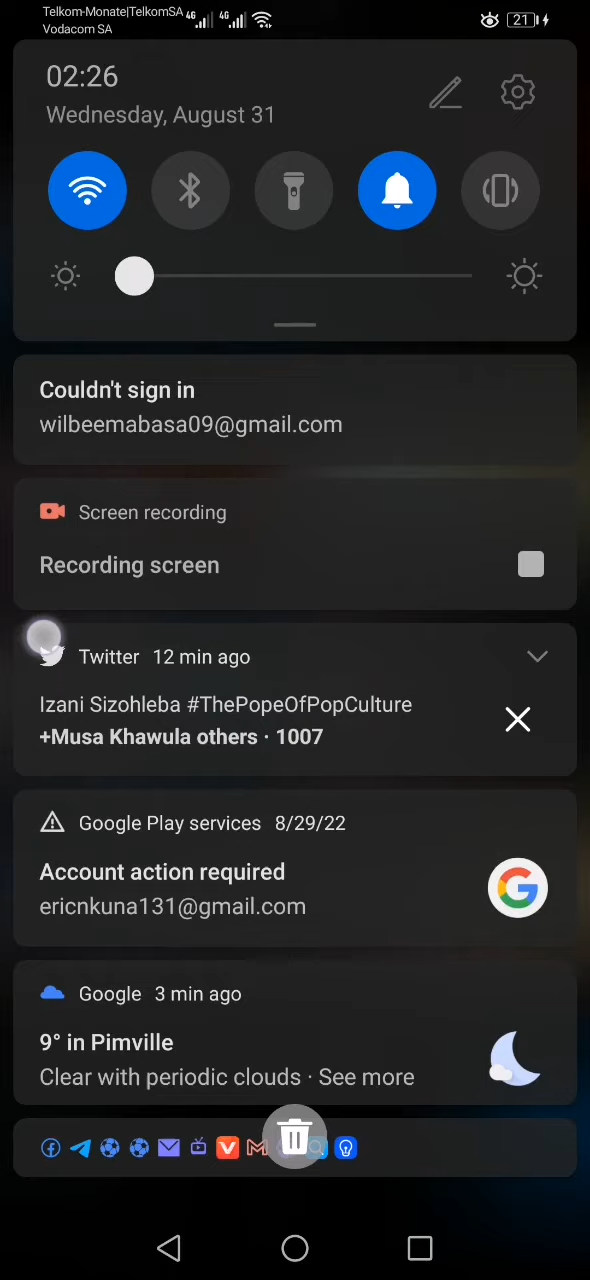 Telkom-Monate|TelkomSA 4G 4G
Vodacom SA
21
02:26
Wednesday, August 31
Couldn't sign in
wilbeemabasa09@gmail.com
Screen recording
Recording screen
Twitter 12 min ago
Izani Sizohleba #ThePopeOfPopCulture
+Musa Khawula others · 1007
Google Play services 8/29/22
Account action required
ericnkuna131@gmail.com
Google 3 min ago
9° in Pimville
Clear with periodic clouds · See more